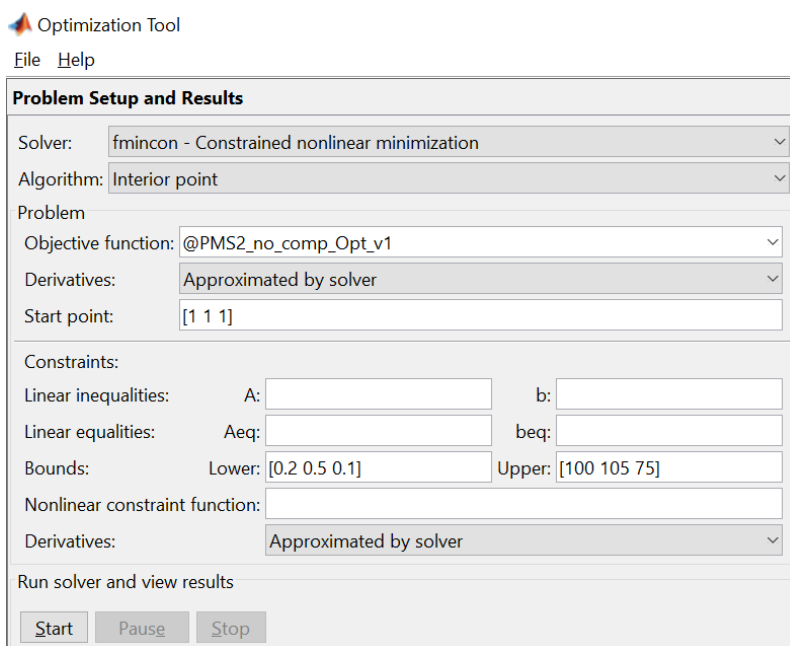 Optimization Tool
File Help
Problem Setup and Results
Solver: fmincon - Constrained nonlinear minimization
Algorithm: Interior point
Problem
Objective function: @PMS2_no_comp_Opt_v1
Derivatives: Approximated by solver
Start point: [1 1 1]
Constraints:
Linear inequalities: A: b:
Linear equalities: Aeq: beq:
Bounds: Lower: [0.2 0.5 0.1] Upper: [100 105 75]
Nonlinear constraint function:
Derivatives: Approximated by solver
Run solver and view results
Start Pause Stop